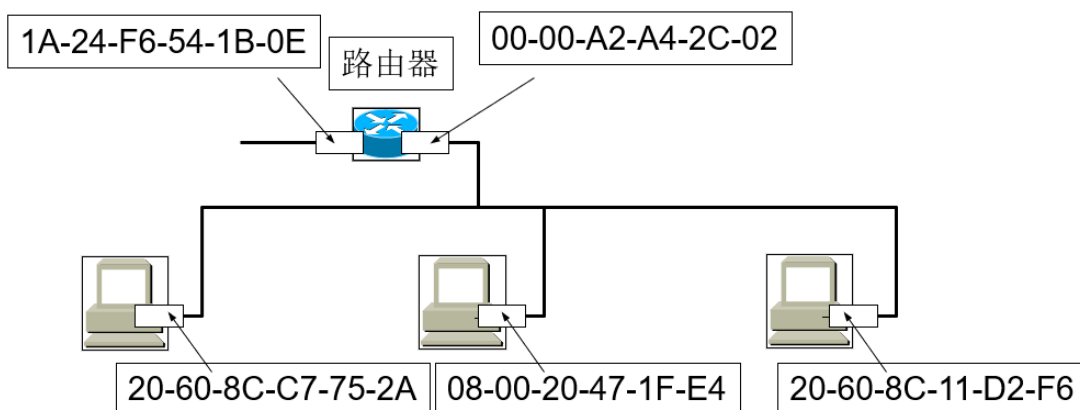 1A-24-F6-54-1B-0E
00-00-A2-A4-2C-02
路由器
20-60-8C-C7-75-2A
08-00-20-47-1F-E4
20-60-8C-11-D2-F6